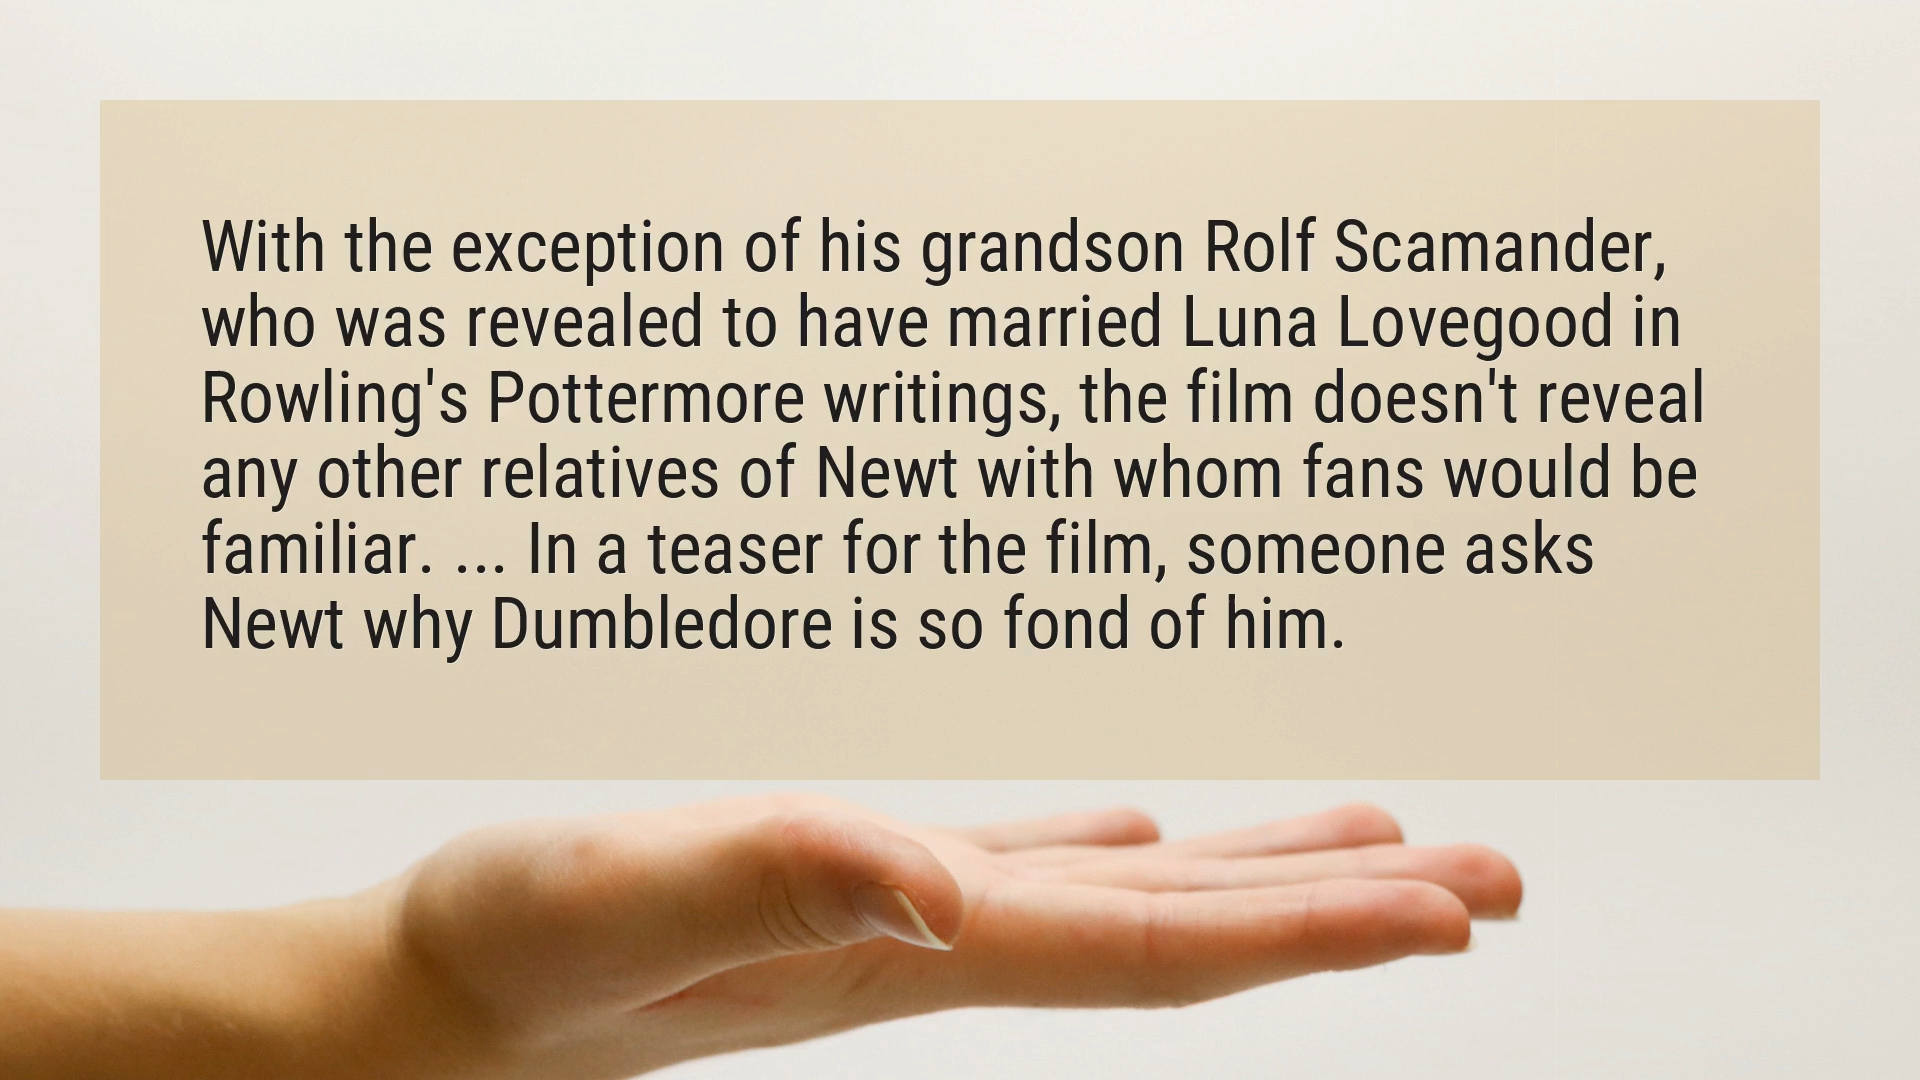 With the exception of his grandson Rolf Scamander,
who was revealed to have married Luna Lovegood in
Rowling's Pottermore writings, the film doesn't reveal
any other relatives of Newt with whom fans would be
familiar. ... In a teaser for the film, someone asks
Newt why Dumbledore is so fond of him.